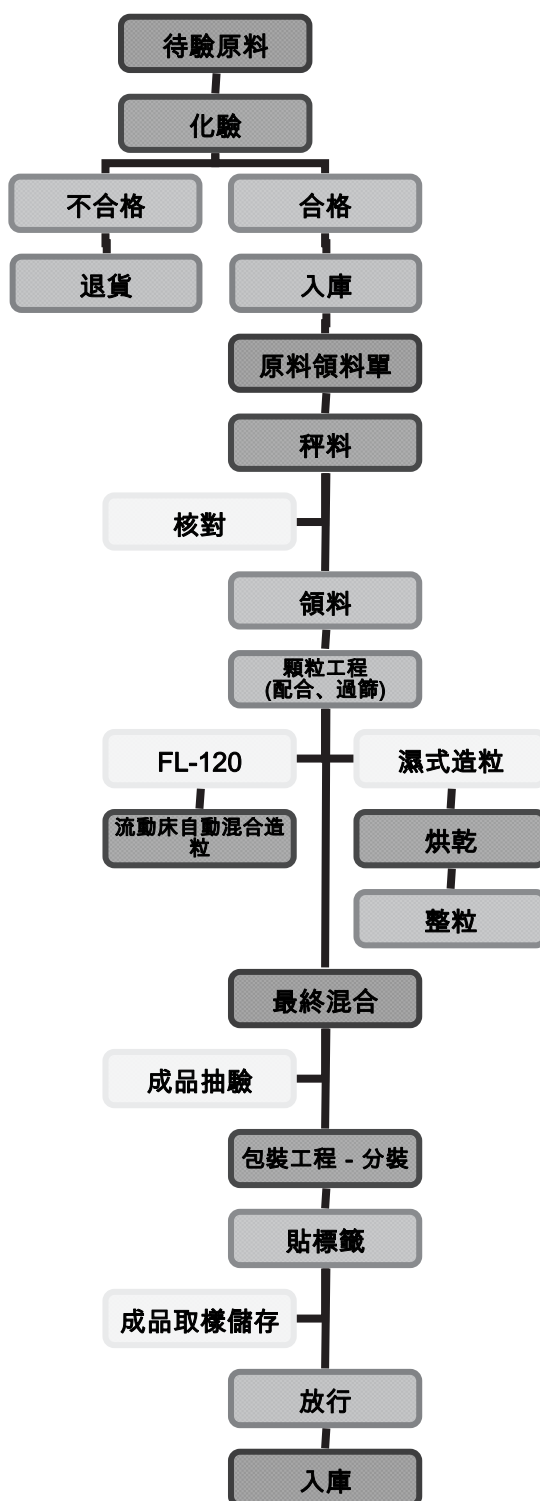 待驗原料
化驗
不合格
合格
退貨
入庫
原料領料單
秤料
核對
領料
顆粒工程
(配合、過篩)
FL-120
濕式造粒
流動床自動混合造
粒
烘乾
整粒
最終混合
成品抽驗
包裝工程 - 分裝
貼標籤
成品取樣儲存
放行
入庫